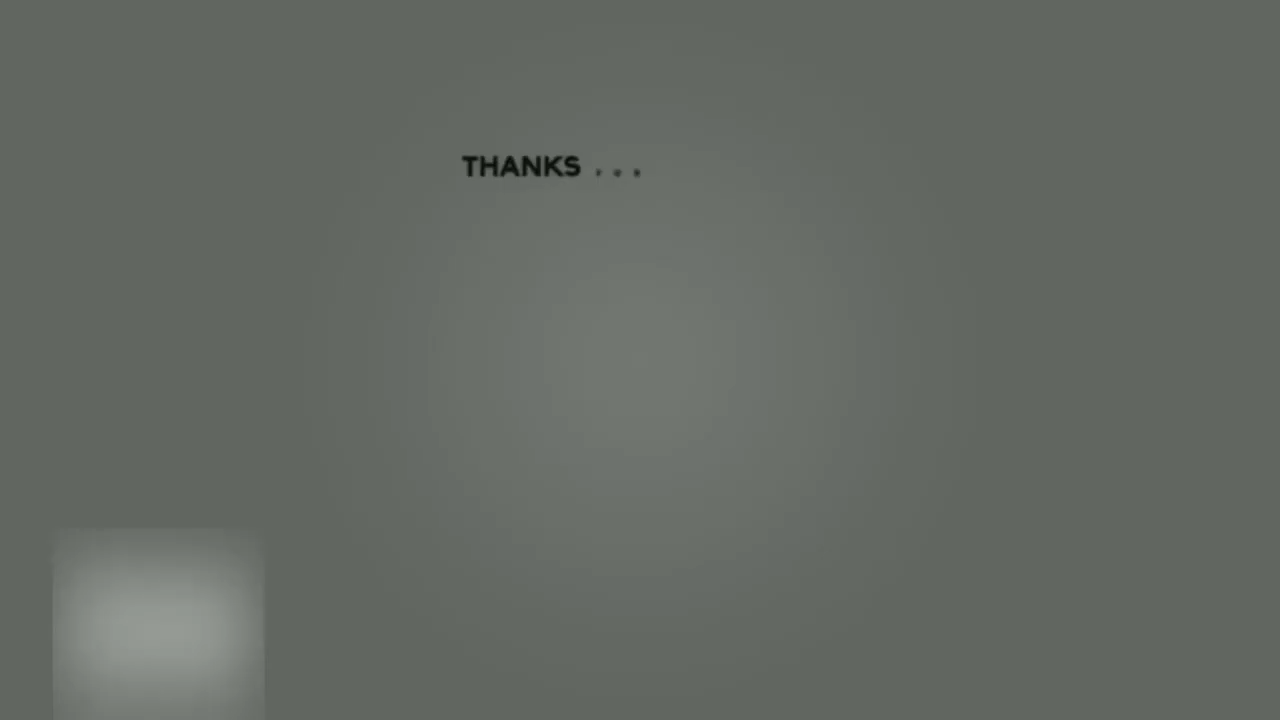 THANKS . . .